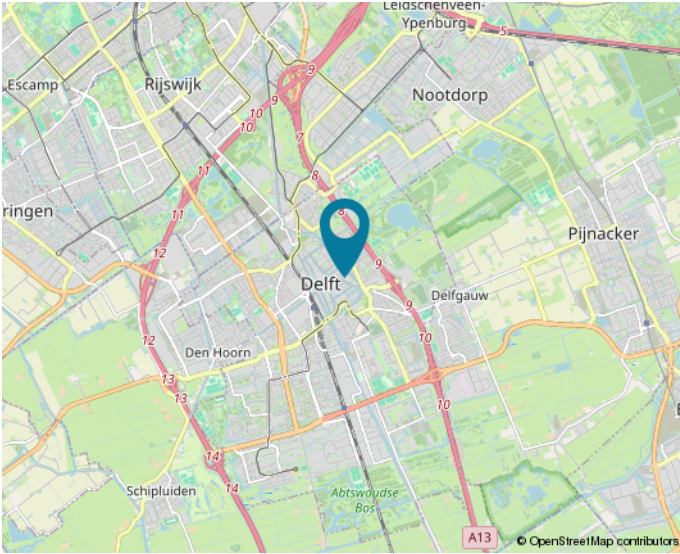 Leidschenveen-
Ypenburg
5
9
9
Escamp
Rijswijk
Nootdorp
10
10
7
11
8
11
8
ringen
Pijnacker
12
9
Delft
Delfgauw
9
10
12
Den Hoorn
13
13
10
14
14
Schipluiden
Abtswoudse
Bos
A13
© OpenStreetMap contributors